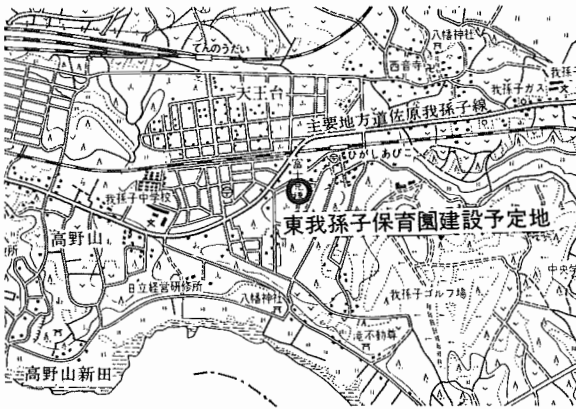 てんのうだい
八幡神社
西音寺
天王台
我孫子ガス
主要地方道佐原我孫子線
ひがしあびこ
我孫子中学校
東我孫子保育園建設予定地
高野山
日立経営研修所
八幡神社
我孫子ゴルフ場
中央学
滝不動尊
高野山新田